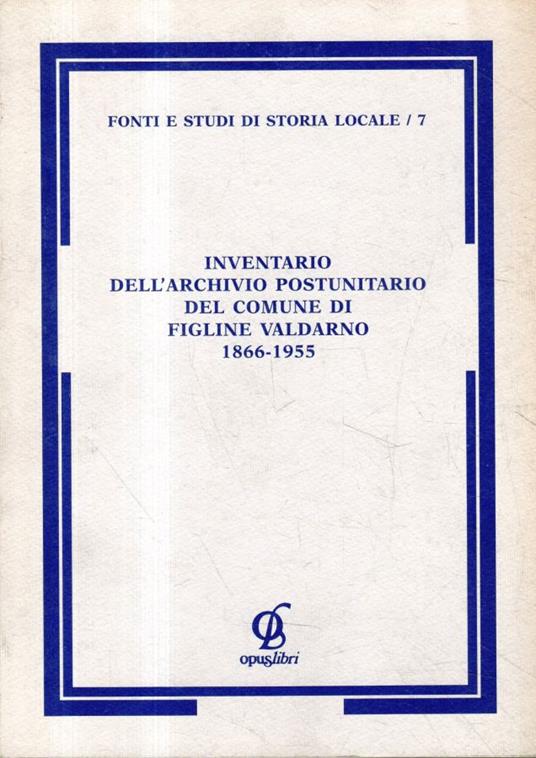 FONTI E STUDI DI STORIA LOCALE / 7
INVENTARIO
DELL'ARCHIVIO POSTUNITARIO
DEL COMUNE DI
FIGLINE VALDARNO
1866-1955
opuslibri